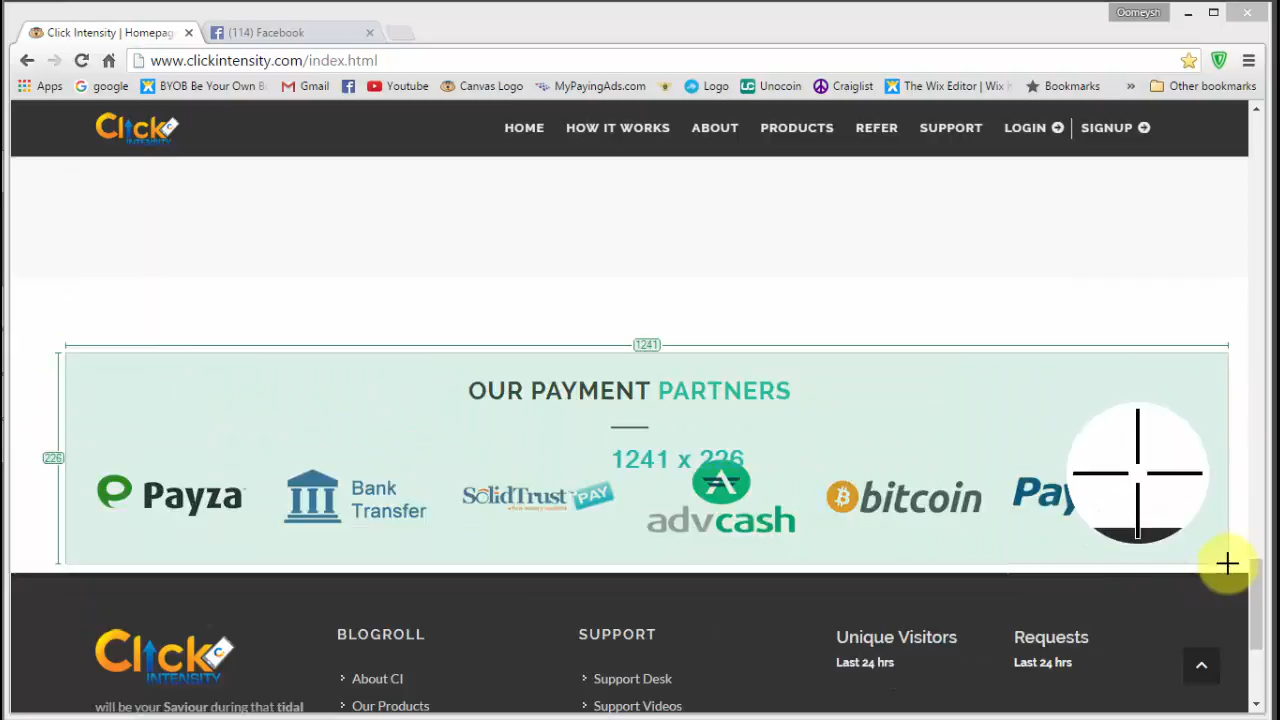 Oomeysh
Click Intensity | Homepag
(114) Facebook
www.clickintensity.com/index.html
Apps
google
BYOB Be Your Own B
Gmail
Youtube
Canvas Logo
MyPayingAds.com
Logo
Unocoin
Craiglist
The Wix Editor | Wix
Bookmarks
»
Other bookmarks
Click
INTENSITY
HOME
HOW IT WORKS
ABOUT
PRODUCTS
REFER
SUPPORT
LOGIN
SIGNUP
1241
OUR PAYMENT PARTNERS
226
1241 x 226
Payza
Bank
Transfer
SolidTrust PAY
advcash
bitcoin
Pay
Click
INTENSITY
will be your Saviour during that tidal
BLOGROLL
About CI
Our Products
SUPPORT
Support Desk
Support Videos
Unique Visitors
Last 24 hrs
Requests
Last 24 hrs